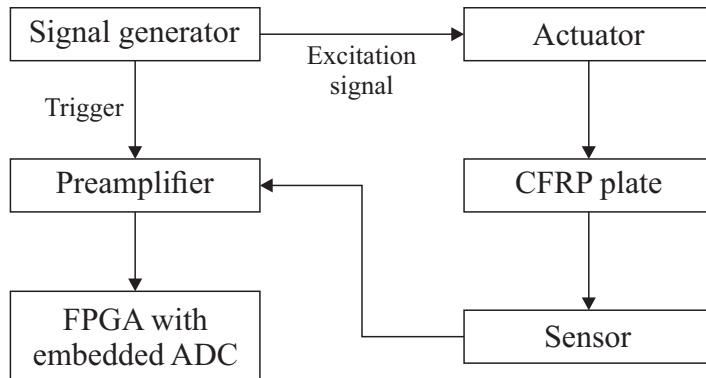 Signal generator
Actuator
Excitation
signal
Trigger
Preamplifier
CFRP plate
FPGA with
embedded ADC
Sensor